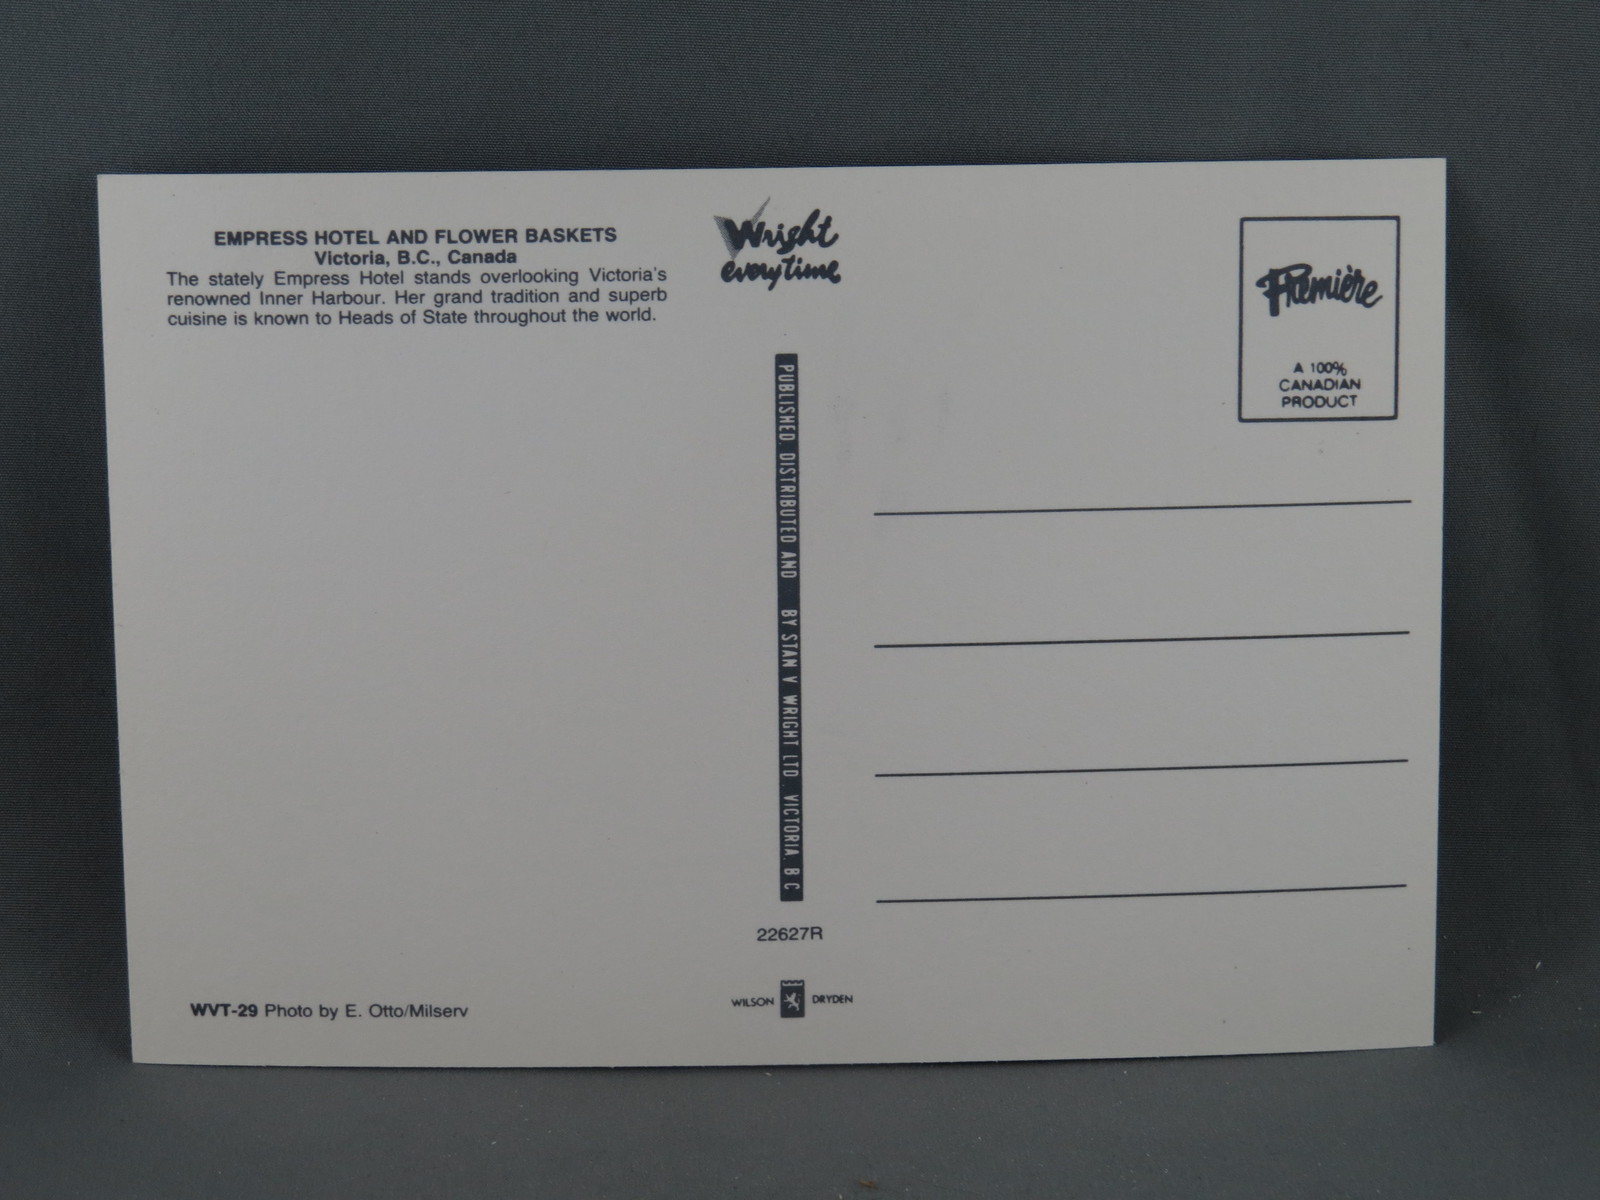 EMPRESS HOTEL AND FLOWER BASKETS
Victoria, B.C., Canada
The stately Empress Hotel stands overlooking Victoria's
renowned Inner Harbour. Her grand tradition and superb
cuisine is known to Heads of State throughout the world.
WVT-29 Photo by E. Otto/Milserv
Wright
everytime
PUBLISHED, DISTRIBUTED AND BY STAN V WRIGHT LTD. VICTORIA, B C
22627R
WILSON DRYDEN
Première
A 100%
CANADIAN
PRODUCT